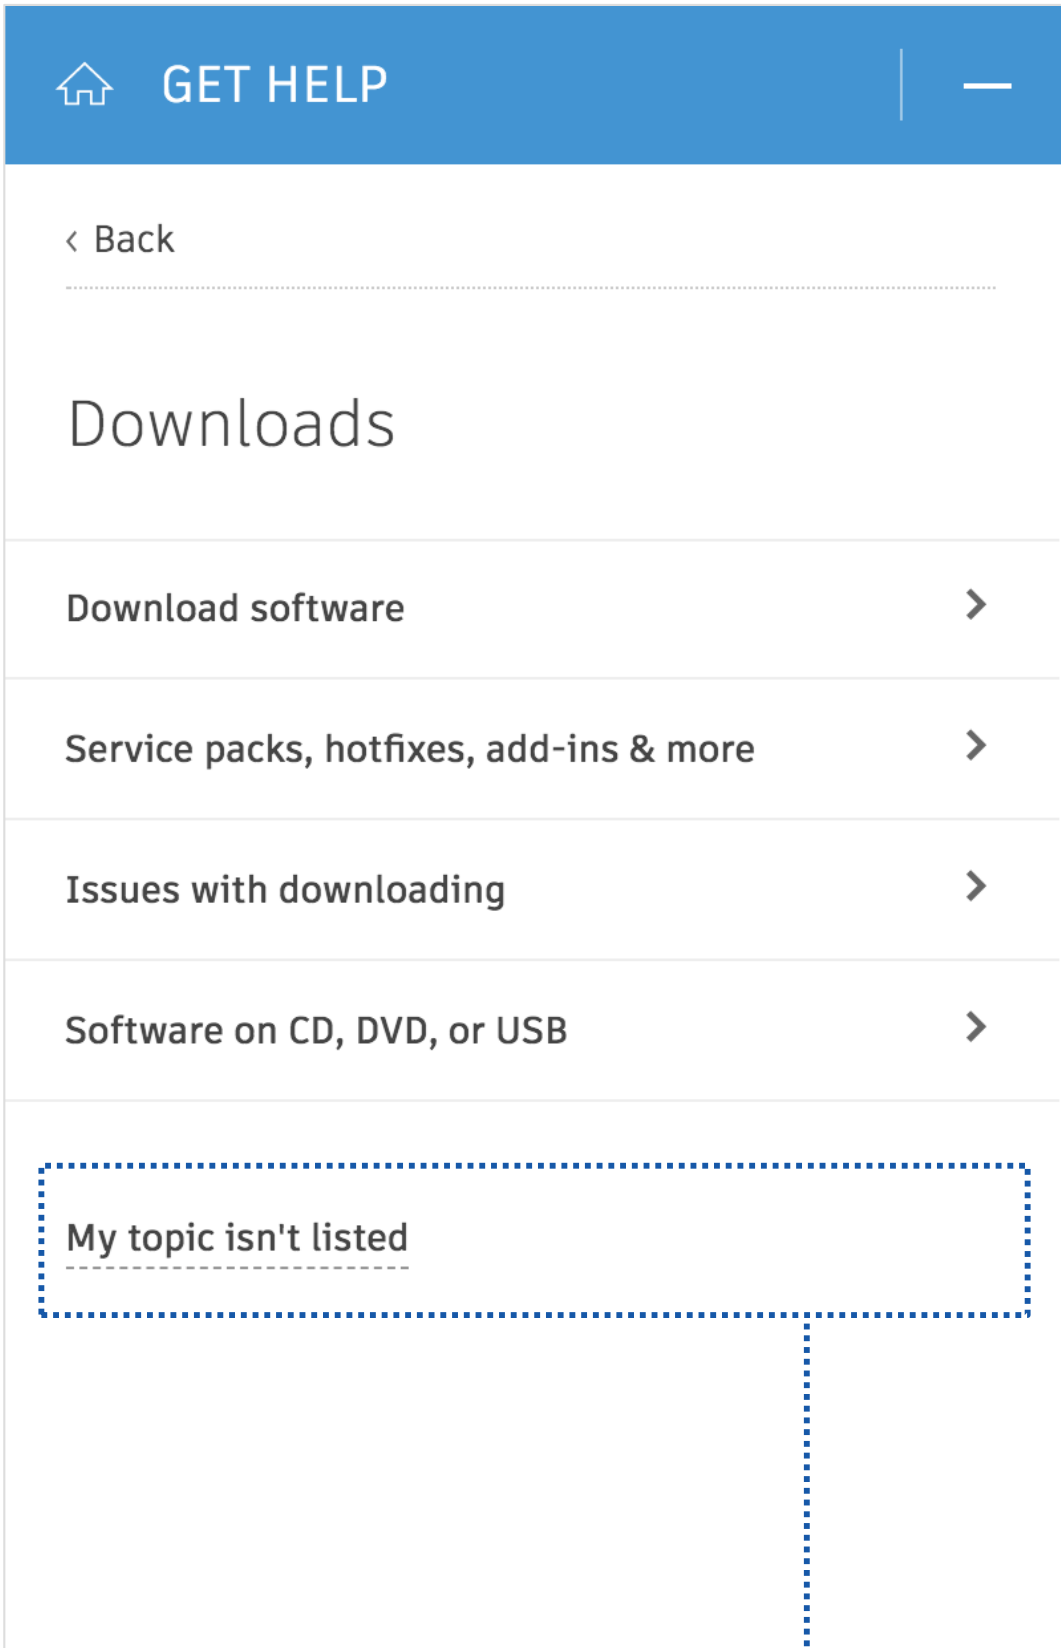 GET HELP
‹ Back
Downloads
Download software
Service packs, hotfixes, add-ins & more
Issues with downloading
Software on CD, DVD, or USB
My topic isn't listed